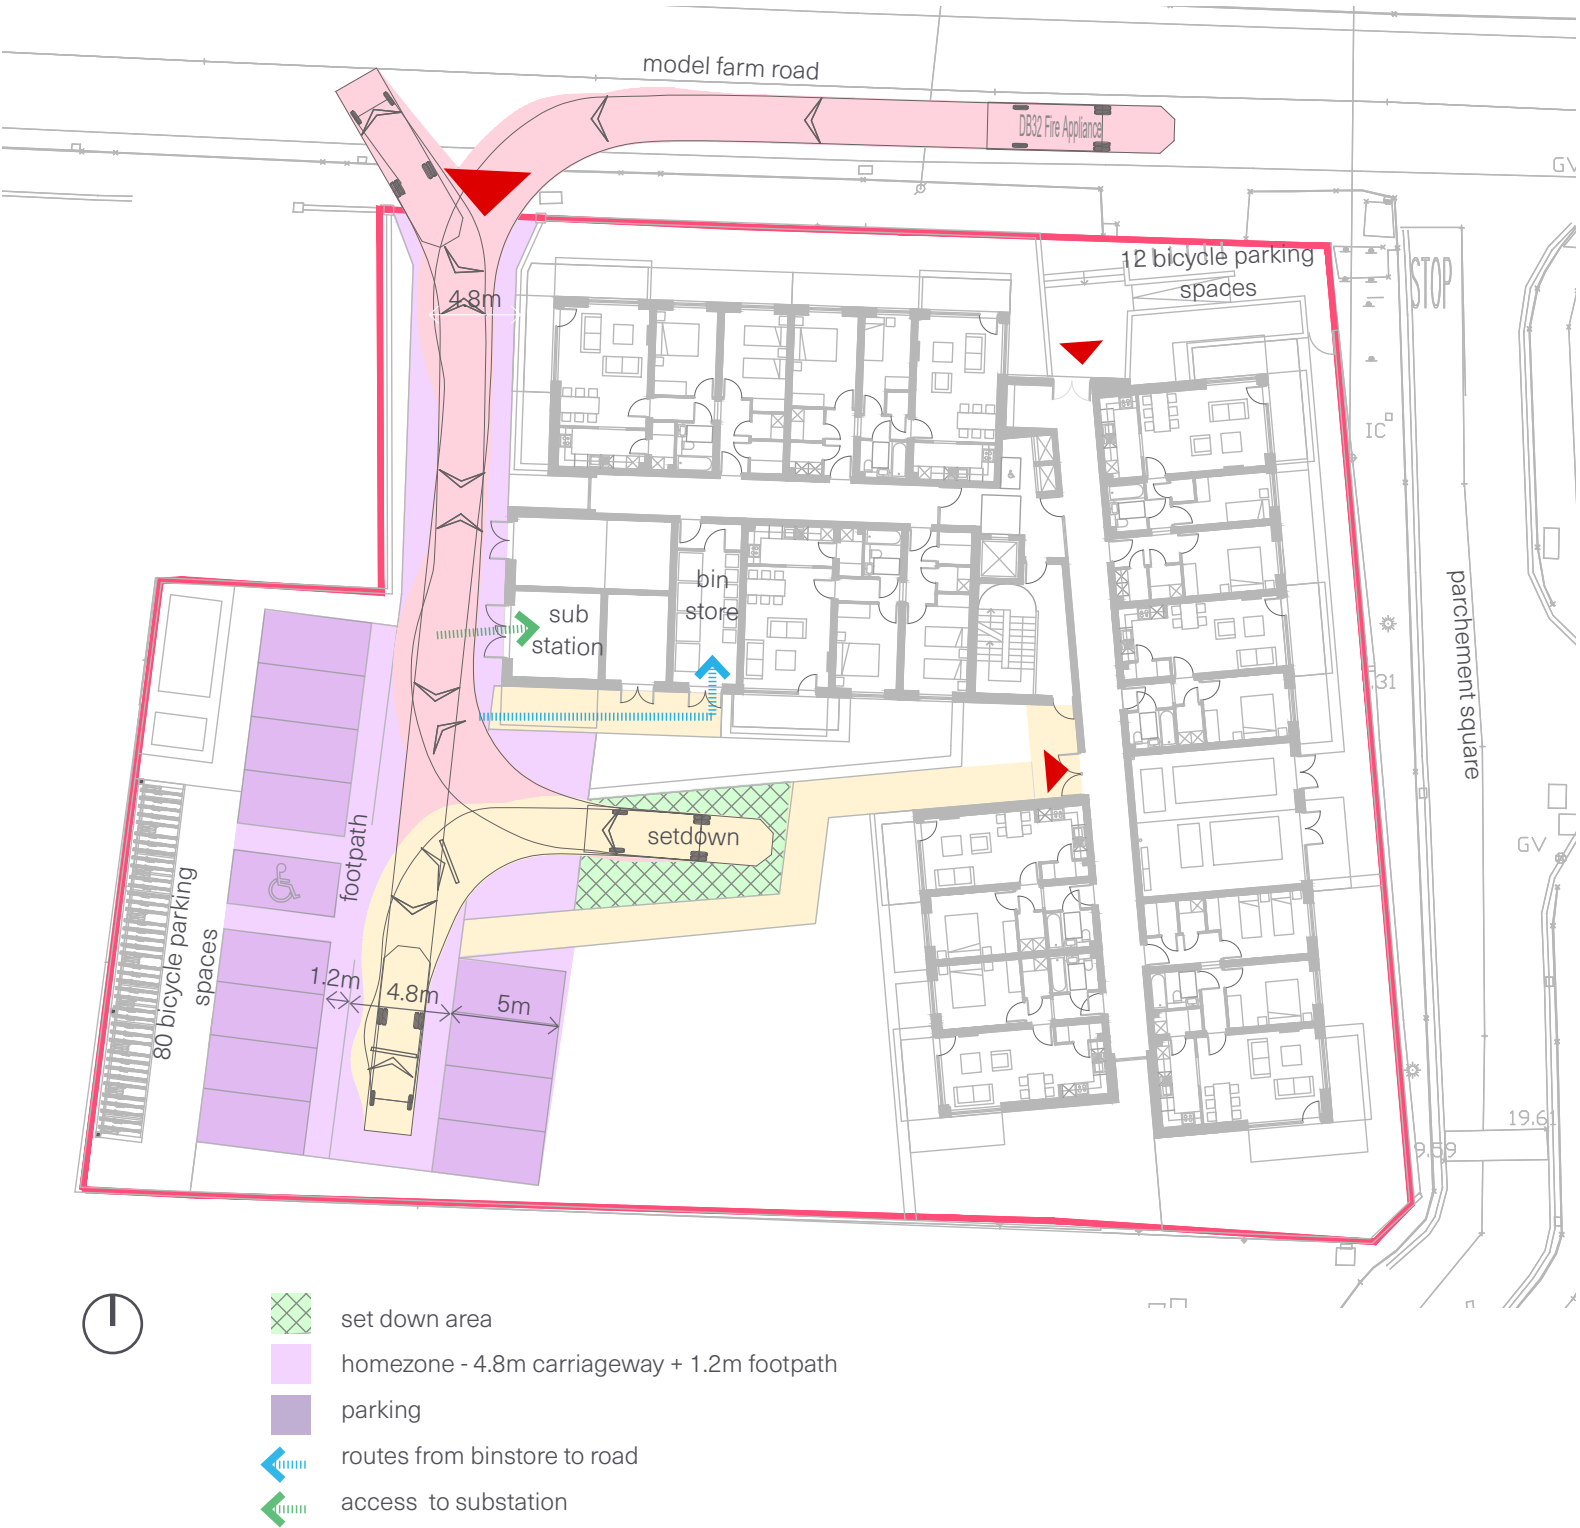 model farm road
DB32 Fire Appliance
GV
12 bicycle parking
spaces
STOP
4.8m
IC
bin
store
sub
station
parchement square
.31
setdown
footpath
GV
80 bicycle parking
spaces
1.2m
4.8m
5m
19.61
9.59
set down area
homezone - 4.8m carriageway + 1.2m footpath
parking
routes from binstore to road
access to substation